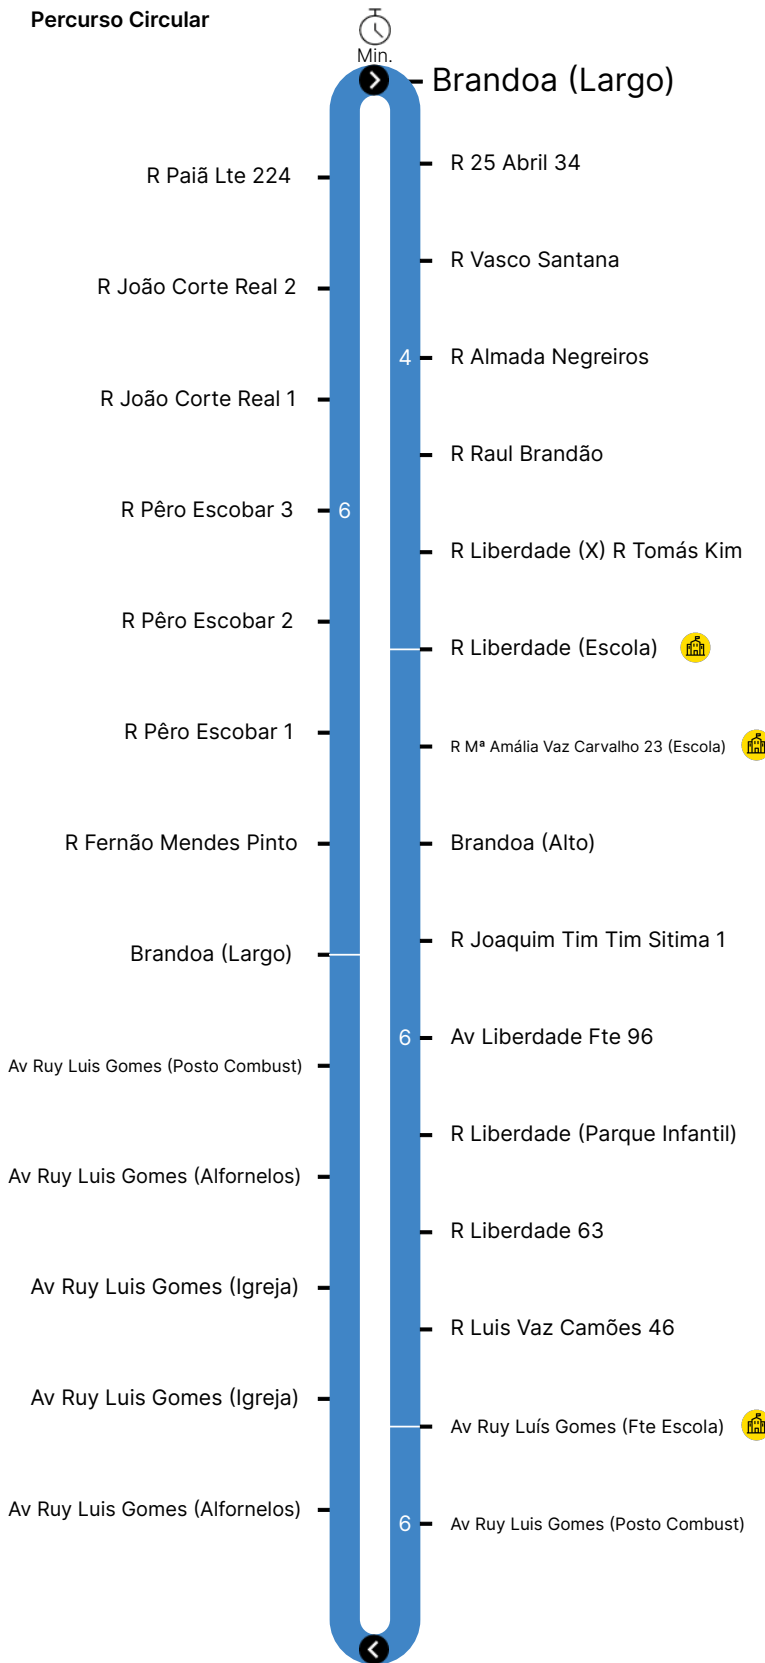 Percurso Circular
Min.
Brandoa (Largo)
R 25 Abril 34
R Paiã Lte 224
R Vasco Santana
R João Corte Real 2
4
R Almada Negreiros
R João Corte Real 1
R Raul Brandão
R Pêro Escobar 3
6
R Liberdade (X) R Tomás Kim
R Pêro Escobar 2
R Liberdade (Escola)
R Pêro Escobar 1
R Mª Amália Vaz Carvalho 23 (Escola)
R Fernão Mendes Pinto
Brandoa (Alto)
R Joaquim Tim Tim Sitima 1
Brandoa (Largo)
6
Av Liberdade Fte 96
Av Ruy Luis Gomes (Posto Combust)
R Liberdade (Parque Infantil)
Av Ruy Luis Gomes (Alfornelos)
R Liberdade 63
Av Ruy Luis Gomes (Igreja)
R Luis Vaz Camões 46
Av Ruy Luis Gomes (Igreja)
Av Ruy Luís Gomes (Fte Escola)
Av Ruy Luis Gomes (Alfornelos)
6
Av Ruy Luis Gomes (Posto Combust)